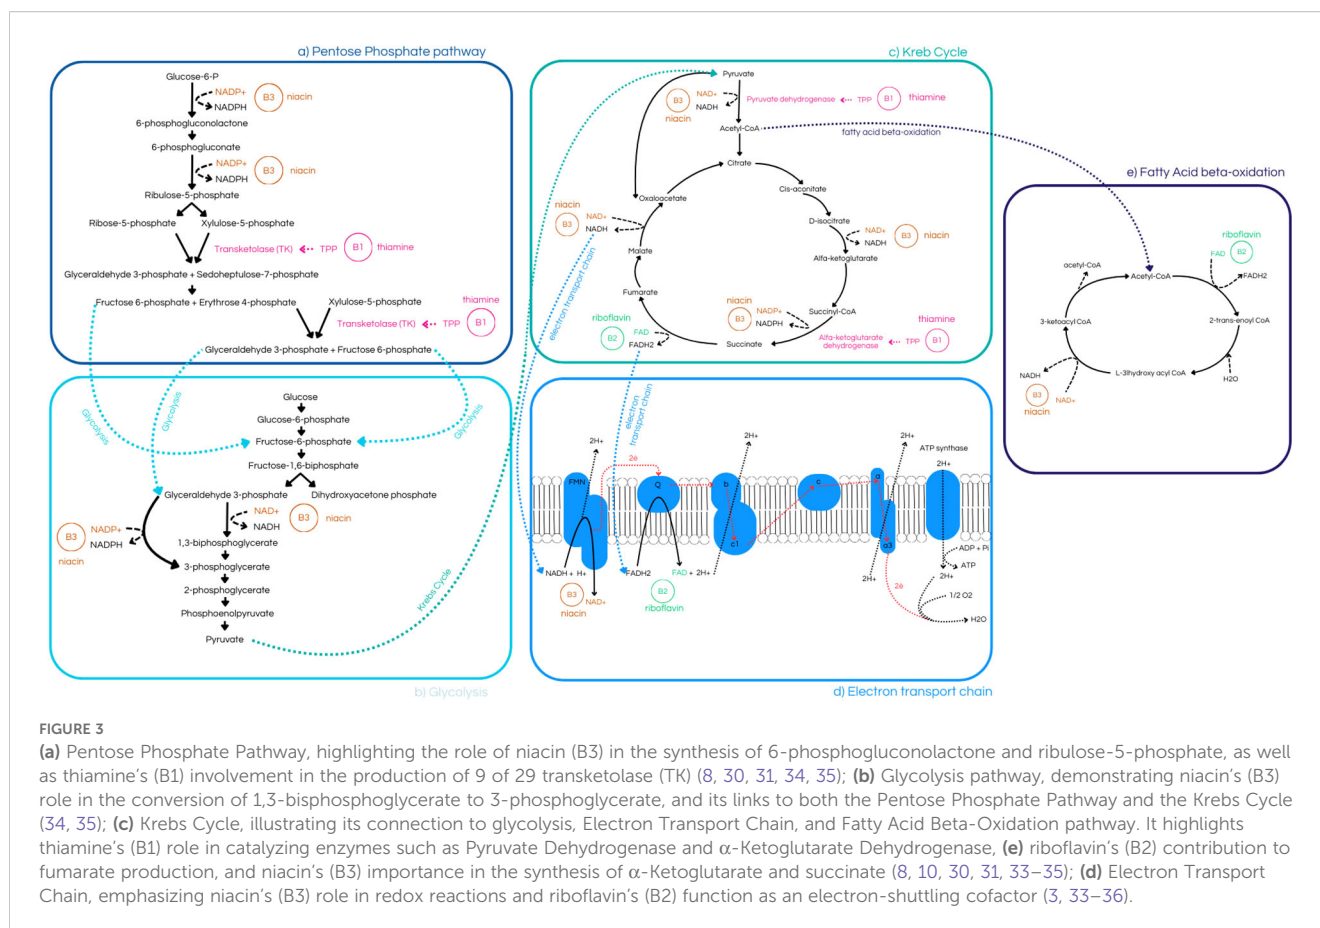 a) Pentose Phosphate pathway
Glucose-6-P
NADP+
NADPH
B3
niacin
6-phosphogluconolactone
6-phosphogluconate
NADP+
NADPH
B3
niacin
Ribulose-5-phosphate
Ribose-5-phosphate
Xylulose-5-phosphate
Transketolase (TK)
TPP
B1
thiamine
Glyceraldehyde 3-phosphate + Sedoheptulose-7-phosphate
Fructose 6-phosphate + Erythrose 4-phosphate
Xylulose-5-phosphate
thiamine
Transketolase (TK)
TPP
B1
Glyceraldehyde 3-phosphate + Fructose 6-phosphate
Glycolysis
Glycolysis
Glycolysis
Glucose
Glucose-6-phosphate
Fructose-6-phosphate
Fructose-1,6-biphosphate
Glyceraldehyde 3-phosphate
Dihydroxyacetone phosphate
NADP+
NADPH
B3
niacin
NAD+
NADH
B3
niacin
1,3-biphosphoglycerate
3-phosphoglycerate
2-phosphoglycerate
Phosphoenolpyruvate
Pyruvate
Krebs Cycle
b) Glycolysis
c) Kreb Cycle
Pyruvate
B3
niacin
NAD+
NADH
Pyruvate dehydrogenase
TPP
B1
thiamine
Acetyl-CoA
fatty acid beta-oxidation
Citrate
Cis-aconitate
D-isocitrate
NAD+
NADH
B3
niacin
Alfa-ketoglutarate
Succinyl-CoA
niacin
B3
NADP+
NADPH
thiamine
Alfa-ketoglutarate
dehydrogenase
TPP
B1
Succinate
riboflavin
B2
FAD
FADH2
Fumarate
Malate
niacin
B3
NAD+
NADH
Oxaloacetate
electron transport chain
electron
transport chain
2H+
2e
2H+
2H+
ATP synthase
2H+
FMN
Q
b
c1
c
a
a3
NADH + H+
B3
niacin
NAD+
FADH2
FAD + 2H+
B2
riboflavin
2H+
2e
ADP + Pi
ATP
2H+
1/2 O2
H2O
d) Electron transport chain
e) Fatty Acid beta-oxidation
acetyl-CoA
Acetyl-CoA
riboflavin
FAD
B2
FADH2
2-trans-enoyl CoA
H2O
L-3lhydroxy acyl CoA
3-ketoacyl CoA
NADH
B3
NAD+
niacin
FIGURE 3
(a) Pentose Phosphate Pathway, highlighting the role of niacin (B3) in the synthesis of 6-phosphogluconolactone and ribulose-5-phosphate, as well
as thiamine's (B1) involvement in the production of 9 of 29 transketolase (TK) (8, 30, 31, 34, 35); (b) Glycolysis pathway, demonstrating niacin's (B3)
role in the conversion of 1,3-bisphosphoglycerate to 3-phosphoglycerate, and its links to both the Pentose Phosphate Pathway and the Krebs Cycle
(34, 35); (c) Krebs Cycle, illustrating its connection to glycolysis, Electron Transport Chain, and Fatty Acid Beta-Oxidation pathway. It highlights
thiamine's (B1) role in catalyzing enzymes such as Pyruvate Dehydrogenase and α-Ketoglutarate Dehydrogenase, (e) riboflavin's (B2) contribution to
fumarate production, and niacin's (B3) importance in the synthesis of α-Ketoglutarate and succinate (8, 10, 30, 31, 33–35); (d) Electron Transport
Chain, emphasizing niacin's (B3) role in redox reactions and riboflavin's (B2) function as an electron-shuttling cofactor (3, 33–36).